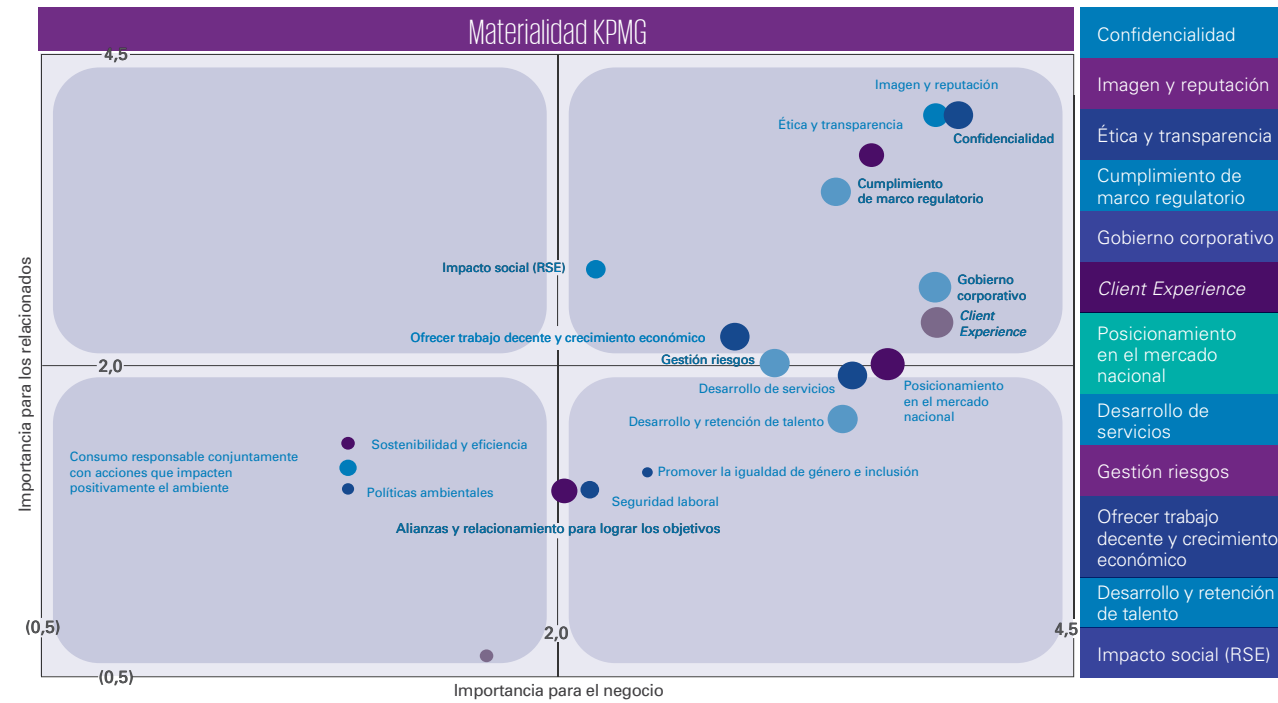 Materialidad KPMG
4,5
Imagen y reputación
Ética y transparencia
Confidencialidad
Cumplimiento
de marco regulatorio
Impacto social (RSE)
Gobierno
corporativo
Client
Experience
Ofrecer trabajo decente y crecimiento económico
Gestión riesgos
2,0
Desarrollo de servicios
Posicionamiento
en el mercado
nacional
Desarrollo y retención de talento
Sostenibilidad y eficiencia
Consumo responsable conjuntamente
con acciones que impacten
positivamente el ambiente
Políticas ambientales
Promover la igualdad de género e inclusión
Seguridad laboral
Alianzas y relacionamiento para lograr los objetivos
(0,5)
2,0
4,5
(0,5)
Importancia para los relacionados
Importancia para el negocio
Confidencialidad
Imagen y reputación
Ética y transparencia
Cumplimiento de
marco regulatorio
Gobierno corporativo
Client Experience
Posicionamiento
en el mercado
nacional
Desarrollo de
servicios
Gestión riesgos
Ofrecer trabajo
decente y crecimiento
económico
Desarrollo y retención
de talento
Impacto social (RSE)